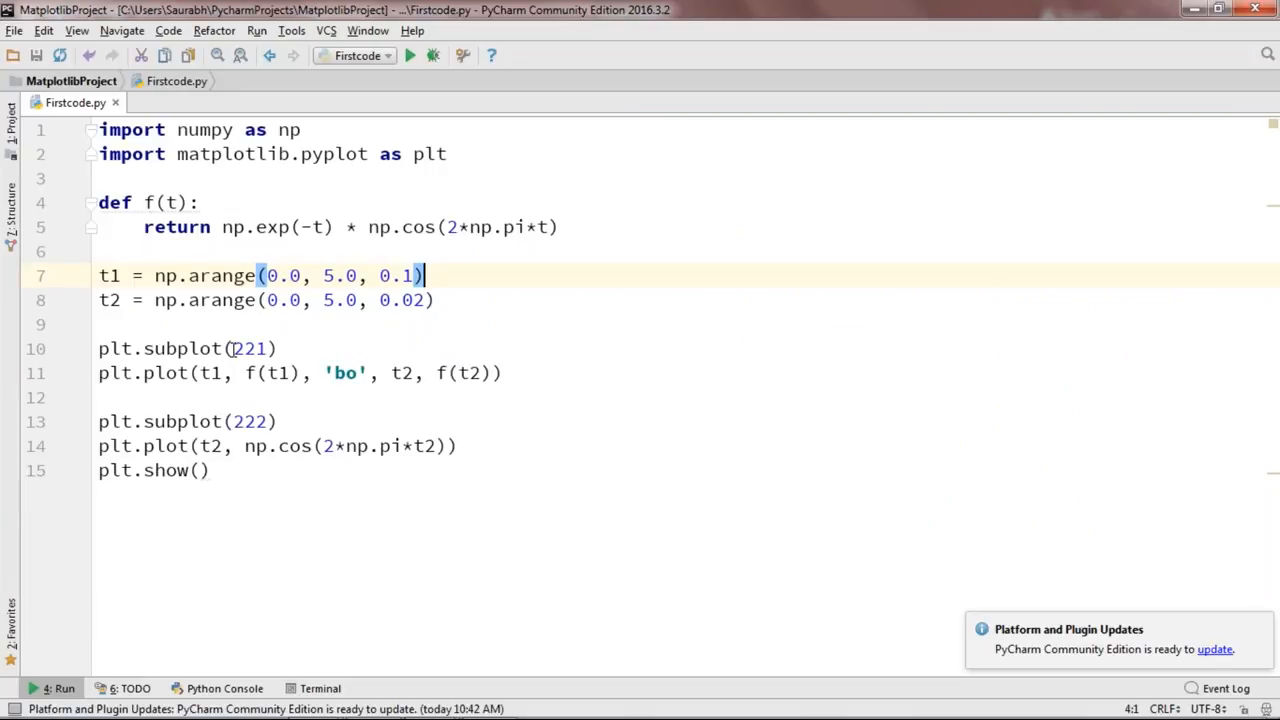 MatplotlibProject - [C:\Users\Saurabh\PycharmProjects\MatplotlibProject] - ...\Firstcode.py - PyCharm Community Edition 2016.3.2
File Edit View Navigate Code Refactor Run Tools VCS Window Help
Firstcode
MatplotlibProject Firstcode.py
Firstcode.py
1: Project
Z: Structure
2: Favorites
1 import numpy as np
2 import matplotlib.pyplot as plt
3
4 def f(t):
5 return np.exp(-t) * np.cos(2*np.pi*t)
6
7 t1 = np.arange(0.0, 5.0, 0.1)
8 t2 = np.arange(0.0, 5.0, 0.02)
9
10 plt.subplot(221)
11 plt.plot(t1, f(t1), 'bo', t2, f(t2))
12
13 plt.subplot(222)
14 plt.plot(t2, np.cos(2*np.pi*t2))
15 plt.show()
Platform and Plugin Updates
PyCharm Community Edition is ready to update.
4: Run 6: TODO Python Console Terminal Event Log
Platform and Plugin Updates: PyCharm Community Edition is ready to update. (today 10:42 AM) 4:1 CRLF÷ UTF-8÷